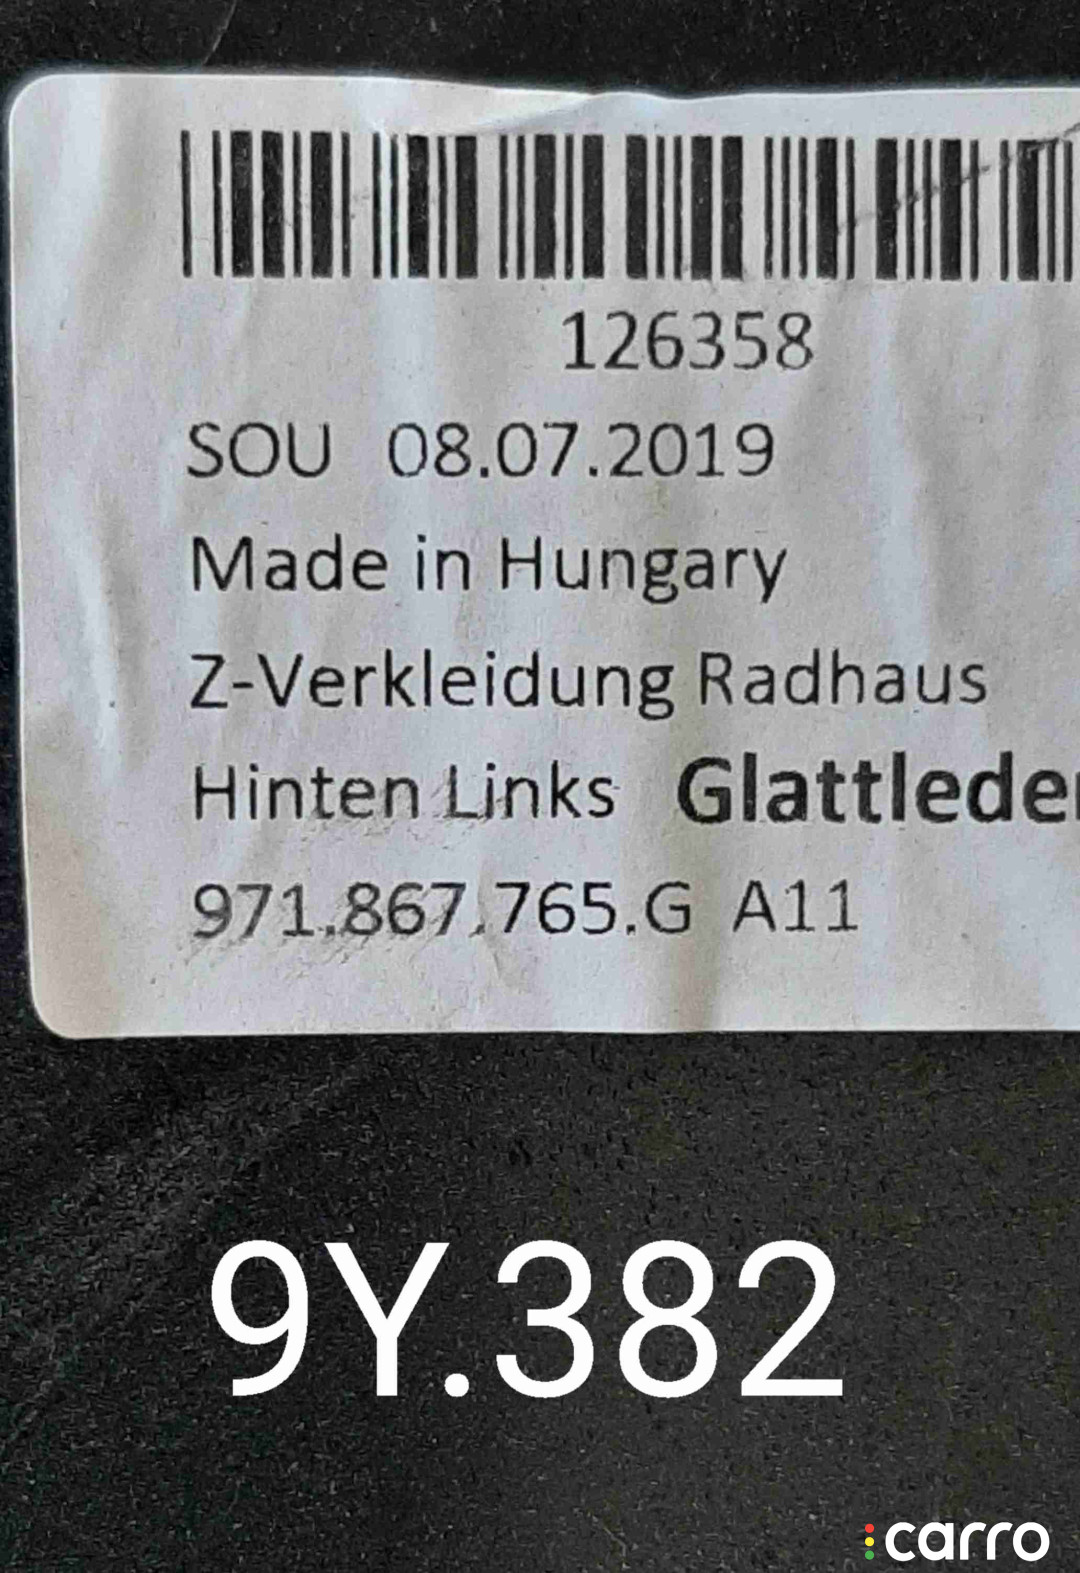 126358
SOU 08.07.2019
Made in Hungary
Z-Verkleidung Radhaus
Hinten Links Glattleder
971.867.765.G A11
9Y.382
carro